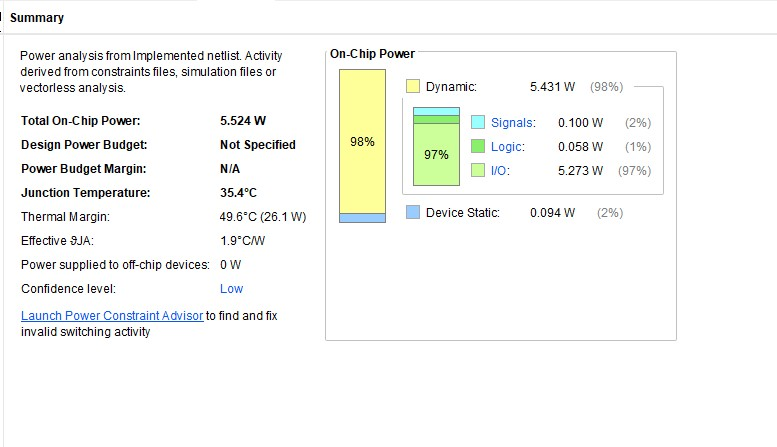 Summary
Power analysis from Implemented netlist. Activity
derived from constraints files, simulation files or
vectorless analysis.
Total On-Chip Power: 5.524 W
Design Power Budget: Not Specified
Power Budget Margin: N/A
Junction Temperature: 35.4°C
Thermal Margin: 49.6°C (26.1 W)
Effective ϑJA: 1.9°C/W
Power supplied to off-chip devices: 0 W
Confidence level: Low
Launch Power Constraint Advisor to find and fix
invalid switching activity
On-Chip Power
98%
Dynamic: 5.431 W (98%)
97%
Signals: 0.100 W (2%)
Logic: 0.058 W (1%)
I/O: 5.273 W (97%)
Device Static: 0.094 W (2%)